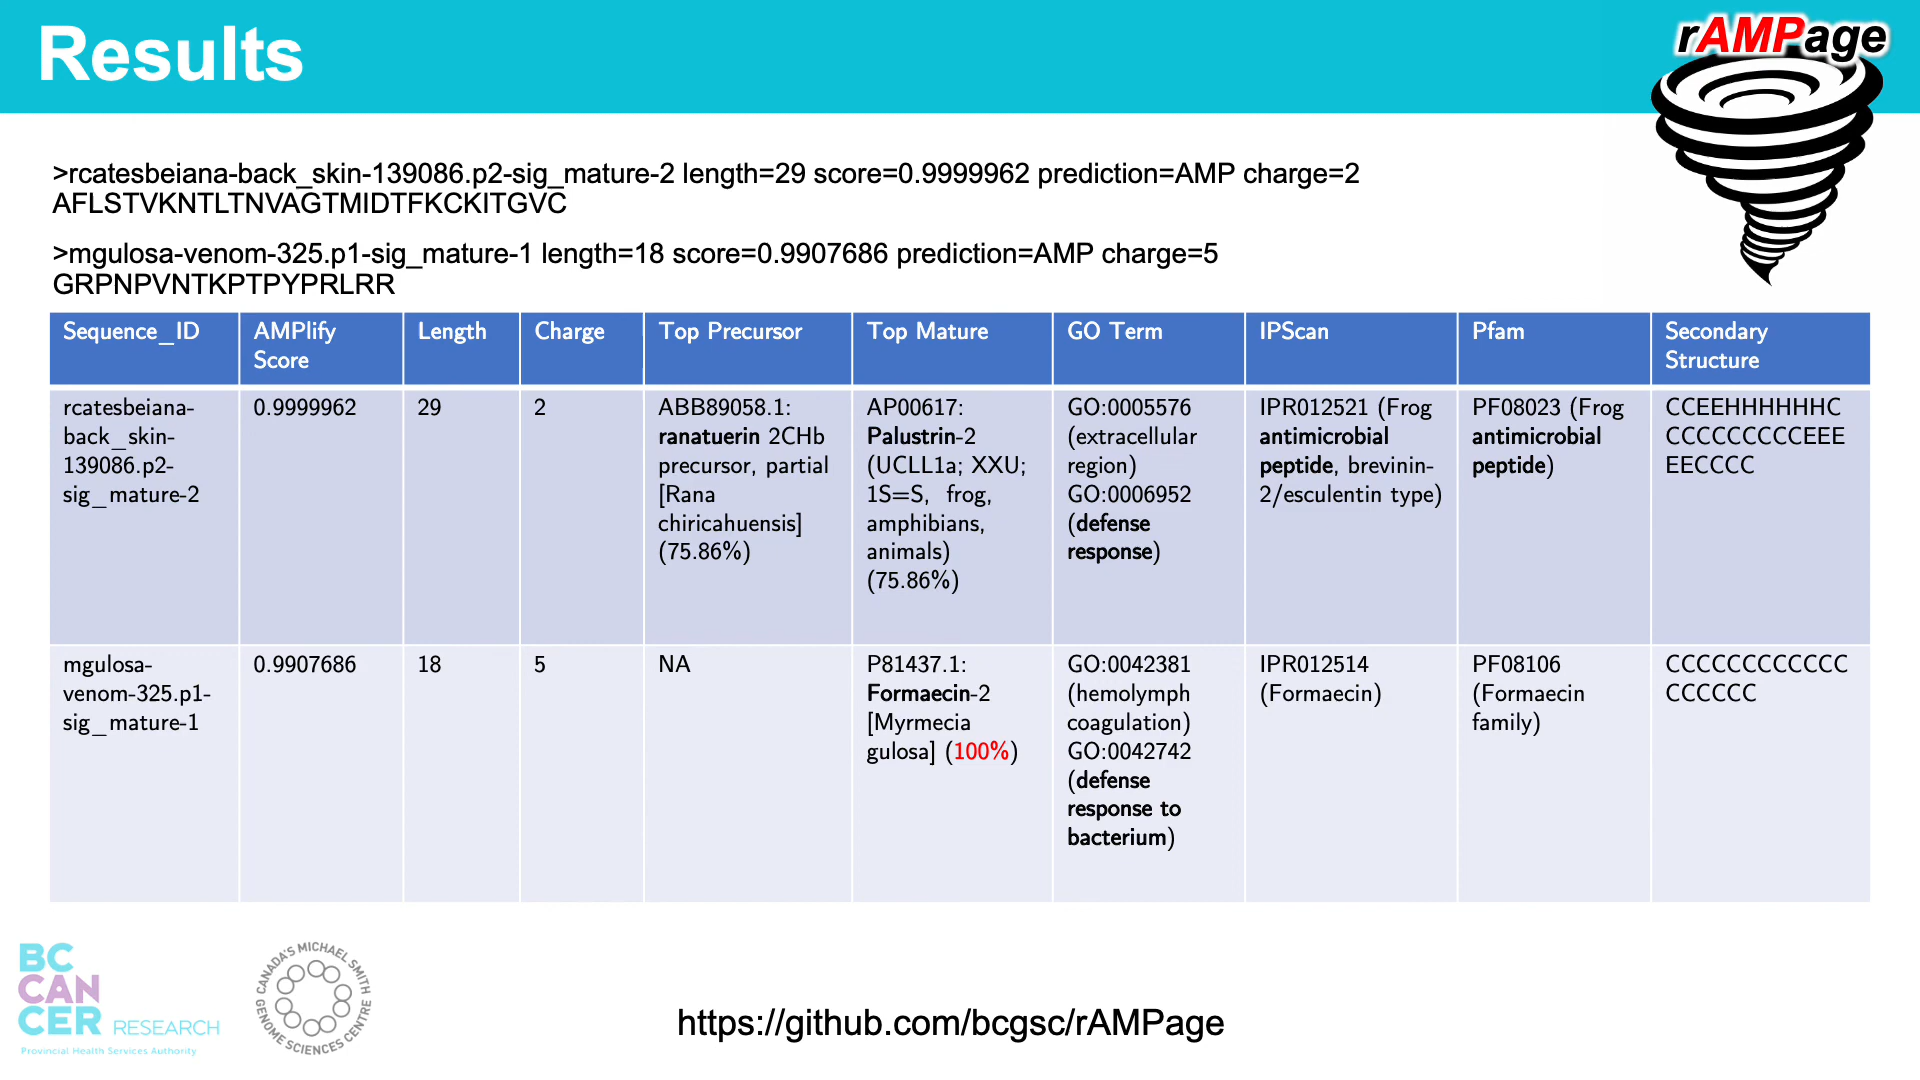 Results
rAMPage
>rcatesbeiana-back_skin-139086.p2-sig_mature-2 length=29 score=0.9999962 prediction=AMP charge=2
AFLSTVKNTLTNVAGTMIDTFKCKITGVC
>mgulosa-venom-325.p1-sig_mature-1 length=18 score=0.9907686 prediction=AMP charge=5
GRPNPVNTKPTPYPRLRR
Sequence_ID
AMPlify
Score
Length
Charge
Top Precursor
Top Mature
GO Term
IPScan
Pfam
Secondary
Structure
rcatesbeiana-
back_skin-
139086.p2-
sig_mature-2
0.9999962
29
2
ABB89058.1:
ranatuerin 2CHb
precursor, partial
[Rana
chiricahuensis]
(75.86%)
AP00617:
Palustrin-2
(UCLL1a; XXU;
1S=S, frog,
amphibians,
animals)
(75.86%)
GO:0005576
(extracellular
region)
GO:0006952
(defense
response)
IPR012521 (Frog
antimicrobial
peptide, brevinin-
2/esculentin type)
PF08023 (Frog
antimicrobial
peptide)
CCEEHHHHHHC
CCCCCCCCCCEEE
EECCCC
mgulosa-
venom-325.p1-
sig_mature-1
0.9907686
18
5
NA
P81437.1:
Formaecin-2
[Myrmecia
gulosa] (100%)
GO:0042381
(hemolymph
coagulation)
GO:0042742
(defense
response to
bacterium)
IPR012514
(Formaecin)
PF08106
(Formaecin
family)
CCCCCCCCCCCC
CCCCCC
BC
CAN
CER RESEARCH
Provincial Health Services Authority
CANADA'S MICHAEL SMITH
GENOME SCIENCES CENTRE
https://github.com/bcgsc/rAMPage